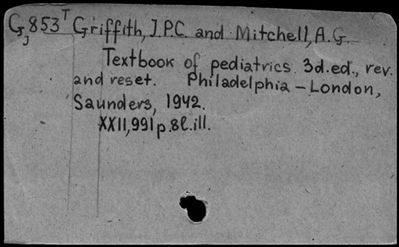 Gj853T Griffith, J.P.C. and Mitchell, A.G.
Textbook of pediatrics. 3d.ed., rev.
and reset. Philadelphia – London,
Saunders, 1942.
XXII, 991p. 8ℓ. ill.